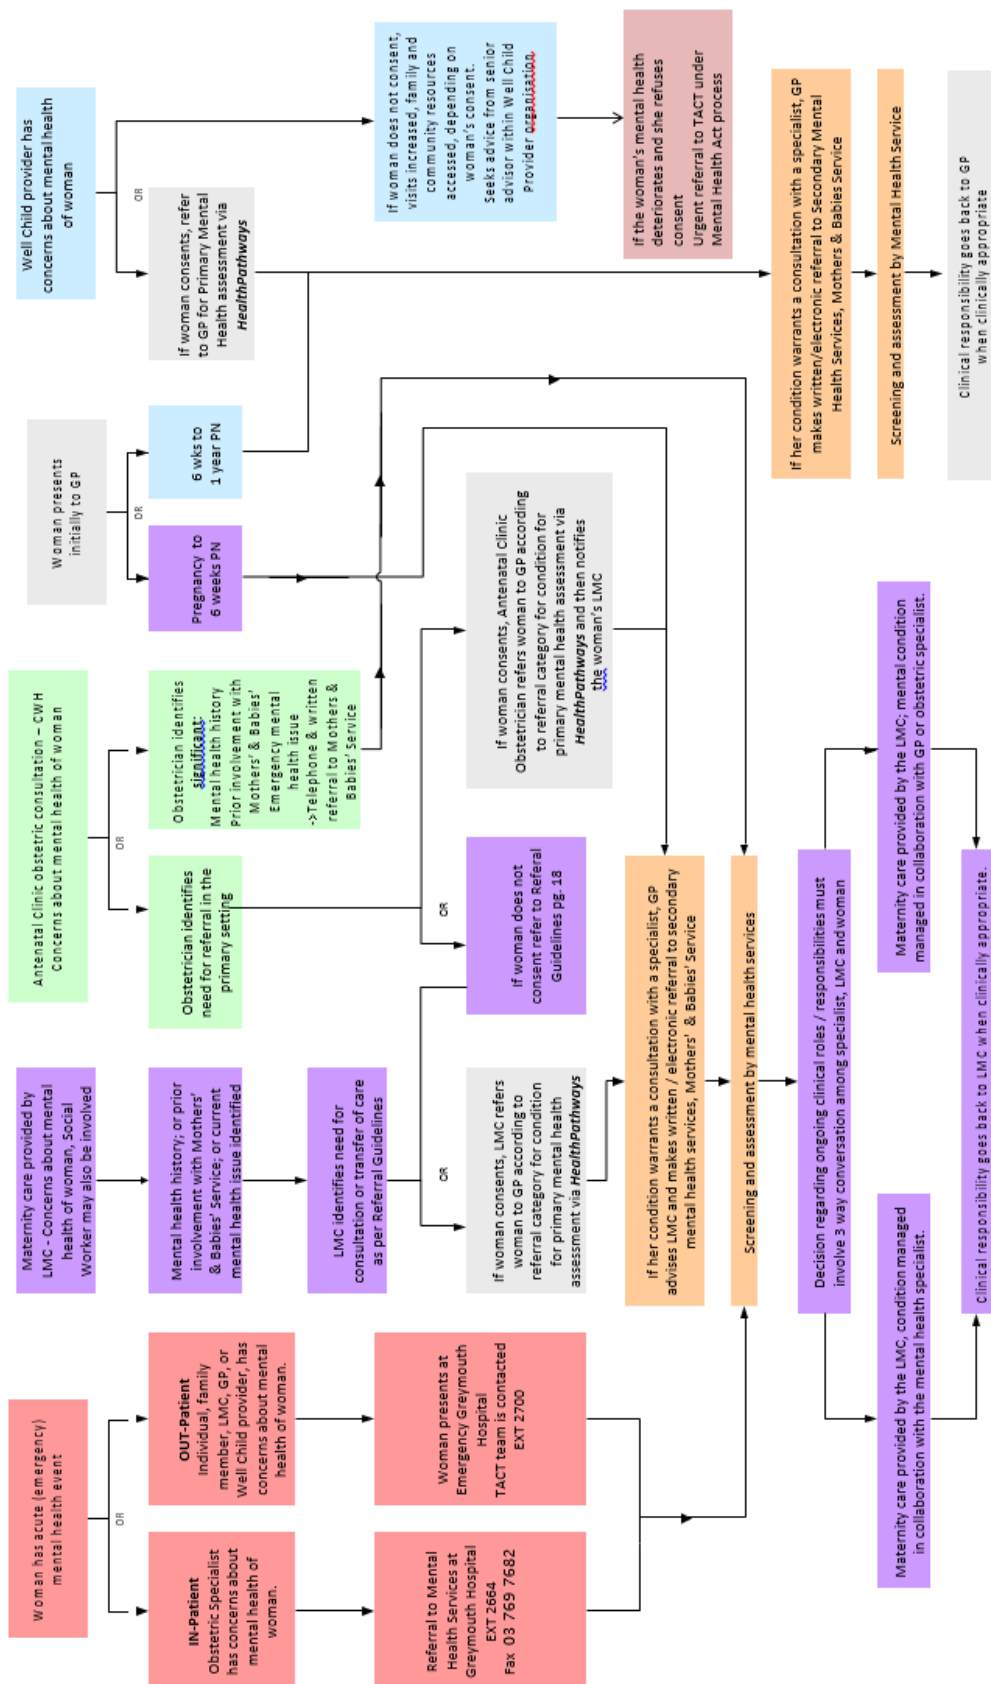 Woman has acute (emergency)
mental health event
OR
IN-Patient
Obstetric Specialist
has concerns about
mental health of
woman.
OUT-Patient
Individual, family
member, LMC, GP, or
Well Child provider, has
concerns about mental
health of woman.
Referral to Mental
Health Services at
Greymouth Hospital
EXT 2664
Fax 03 769 7682
Woman presents at
Emergency Greymouth
Hospital
TACT team is contacted
EXT 2700
Maternity care provided by
LMC - Concerns about mental
health of woman, Social
Worker may also be involved
Mental health history; or prior
involvement with Mothers'
& Babies' Service; or current
mental health issue identified
LMC identifies need for
consultation or transfer of care
as per Referral Guidelines
OR
If woman consents, LMC refers
woman to GP according to
referral category for condition
for primary mental health
assessment via HealthPathways
If woman does not
consent refer to Referral
Guidelines pg. 18
Antenatal Clinic obstetric consultation – CWH
Concerns about mental health of woman
OR
Obstetrician identifies
need for referral in the
primary setting
Obstetrician identifies
significant:
Mental health history
Prior involvement with
Mothers' & Babies'
Emergency mental
health issue
->Telephone & written
referral to Mothers &
Babies' Service
OR
If woman consents, Antenatal Clinic
Obstetrician refers woman to GP according
to referral category for condition for
primary mental health assessment via
HealthPathways and then notifies
the woman's LMC
Woman presents
initially to GP
OR
Pregnancy to
6 weeks PN
6 wks to
1 year PN
Well Child provider has
concerns about mental health
of woman
OR
If woman consents, refer
to GP for Primary Mental
Health assessment via
HealthPathways
If woman does not consent,
visits increased, family and
community resources
accessed, depending on
woman's consent.
Seeks advice from senior
advisor within Well Child
Provider organisation.
If the woman's mental health
deteriorates and she refuses
consent
Urgent referral to TACT under
Mental Health Act process
If her condition warrants a consultation with a specialist, GP
advises LMC and makes written / electronic referral to secondary
mental health services, Mothers' & Babies' Service
Screening and assessment by mental health services
Decision regarding ongoing clinical roles / responsibilities must
involve 3 way conversation among specialist, LMC and woman
Maternity care provided by the LMC, condition managed
in collaboration with the mental health specialist.
Maternity care provided by the LMC; mental condition
managed in collaboration with GP or obstetric specialist.
Clinical responsibility goes back to LMC when clinically appropriate.
If her condition warrants a consultation with a specialist, GP
makes written/electronic referral to Secondary Mental
Health Services, Mothers & Babies Service
Screening and assessment by Mental Health Service
Clinical responsibility goes back to GP
when clinically appropriate